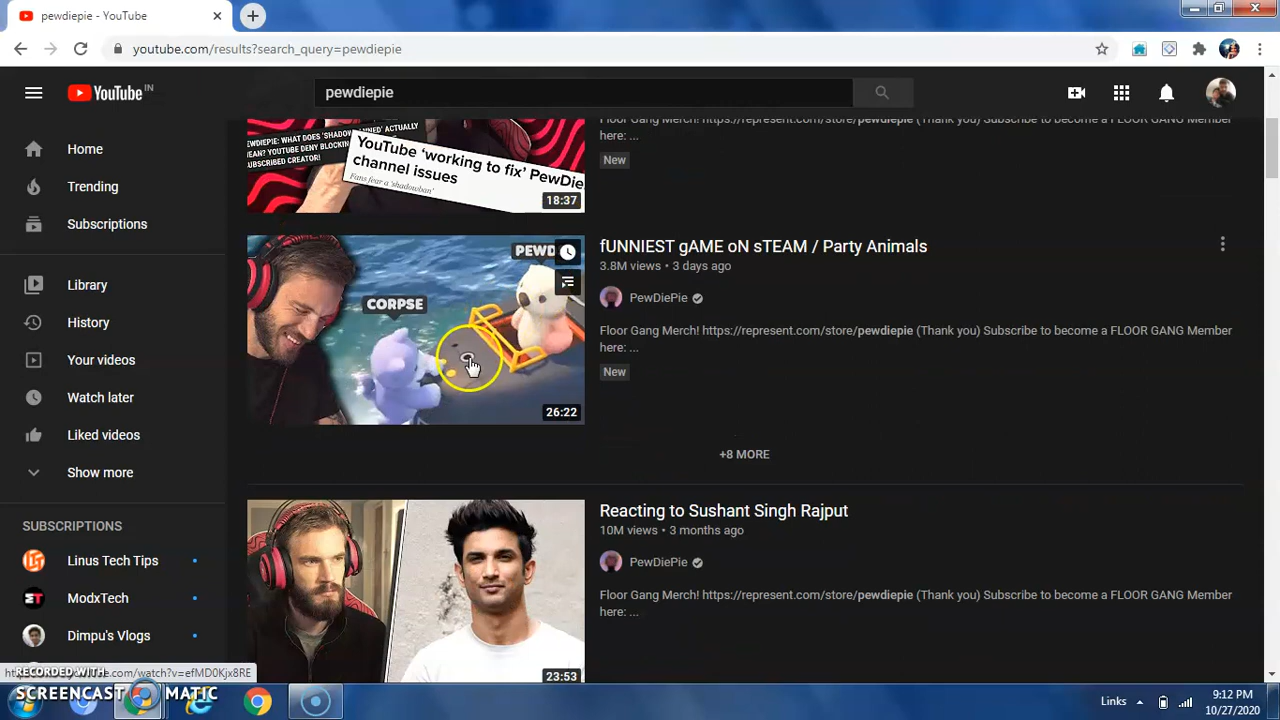 pewdiepie - YouTube
youtube.com/results?search_query=pewdiepie
YouTube IN
pewdiepie
Home
Trending
Subscriptions
Library
History
Your videos
Watch later
Liked videos
Show more
SUBSCRIPTIONS
Linus Tech Tips
ModxTech
Dimpu's Vlogs
PEWDIEPIE: WHAT DOES 'SHADOWBANNED' ACTUALLY
MEAN? YOUTUBE DENY BLOCKIN
SUBSCRIBED CREATOR!
YouTube 'working to fix' PewDie
channel issues
Fans fear a 'shadowban'
18:37
Floor Gang Merch! https://represent.com/store/pewdiepie (Thank you) Subscribe to become a FLOOR GANG Member
here: ...
New
PEWD
CORPSE
26:22
fUNNIEST gAME oN sTEAM / Party Animals
3.8M views • 3 days ago
PewDiePie
Floor Gang Merch! https://represent.com/store/pewdiepie (Thank you) Subscribe to become a FLOOR GANG Member
here: ...
New
+8 MORE
23:53
Reacting to Sushant Singh Rajput
10M views • 3 months ago
PewDiePie
Floor Gang Merch! https://represent.com/store/pewdiepie (Thank you) Subscribe to become a FLOOR GANG Member
here: ...
e.com/watch?v=efMD0Kjx8RE
RECORDED WITH
SCREENCAST MATIC
Links
9:12 PM
10/27/2020